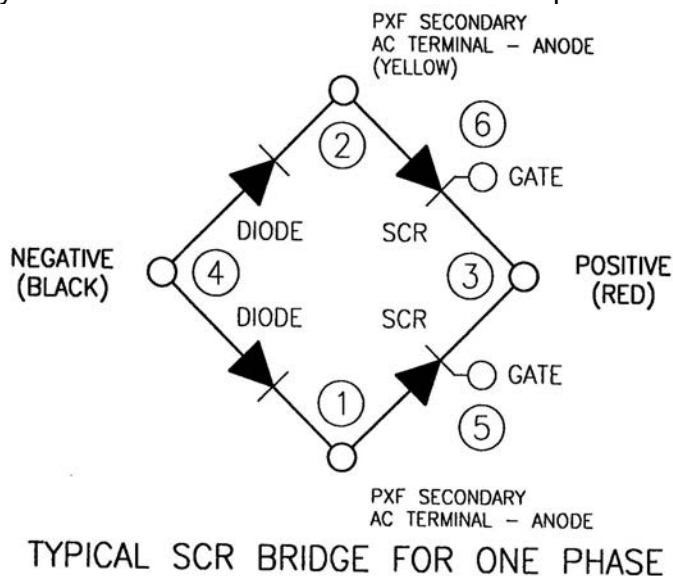 PXF SECONDARY
AC TERMINAL - ANODE
(YELLOW)
6
2
GATE
DIODE
SCR
NEGATIVE
(BLACK)
4
3
POSITIVE
(RED)
DIODE
SCR
GATE
1
5
PXF SECONDARY
AC TERMINAL - ANODE
TYPICAL SCR BRIDGE FOR ONE PHASE